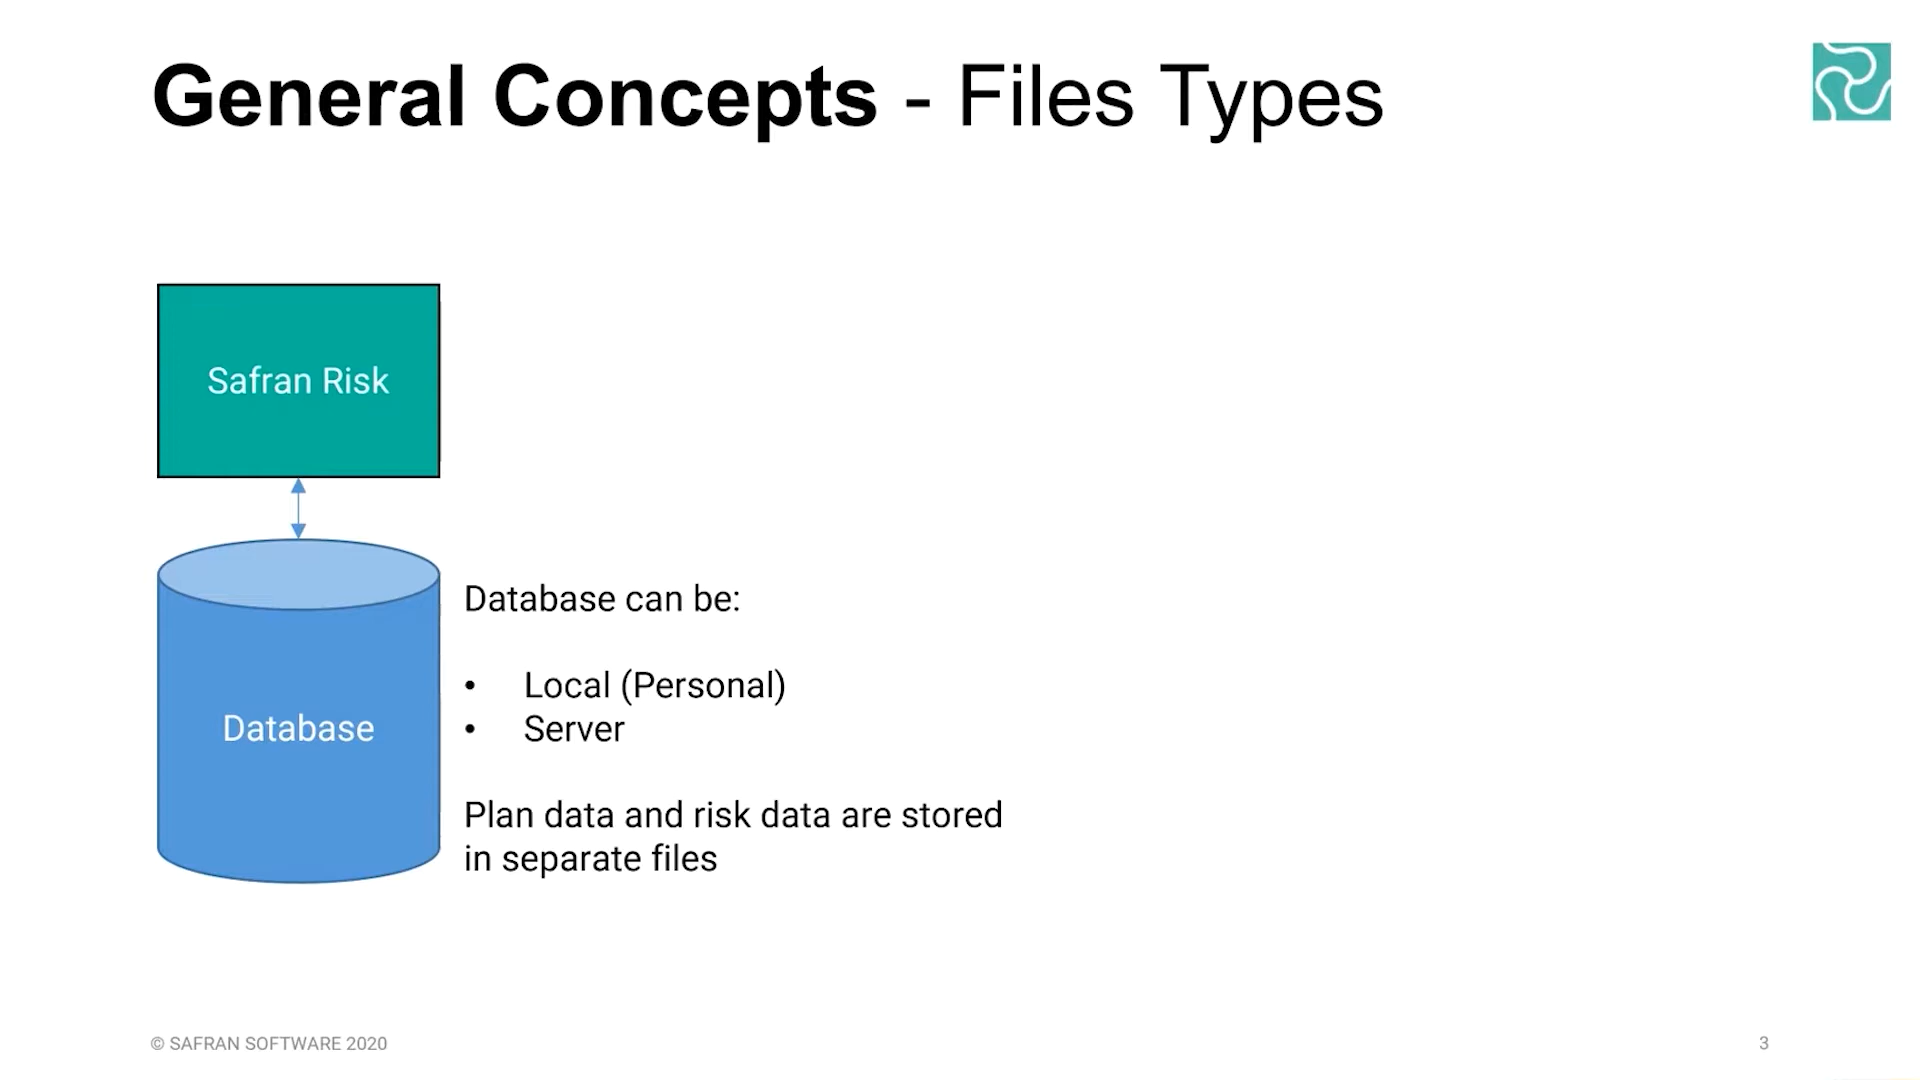 General Concepts - Files Types
Safran Risk
Database
Database can be:
• Local (Personal)
• Server
Plan data and risk data are stored
in separate files
© SAFRAN SOFTWARE 2020
3